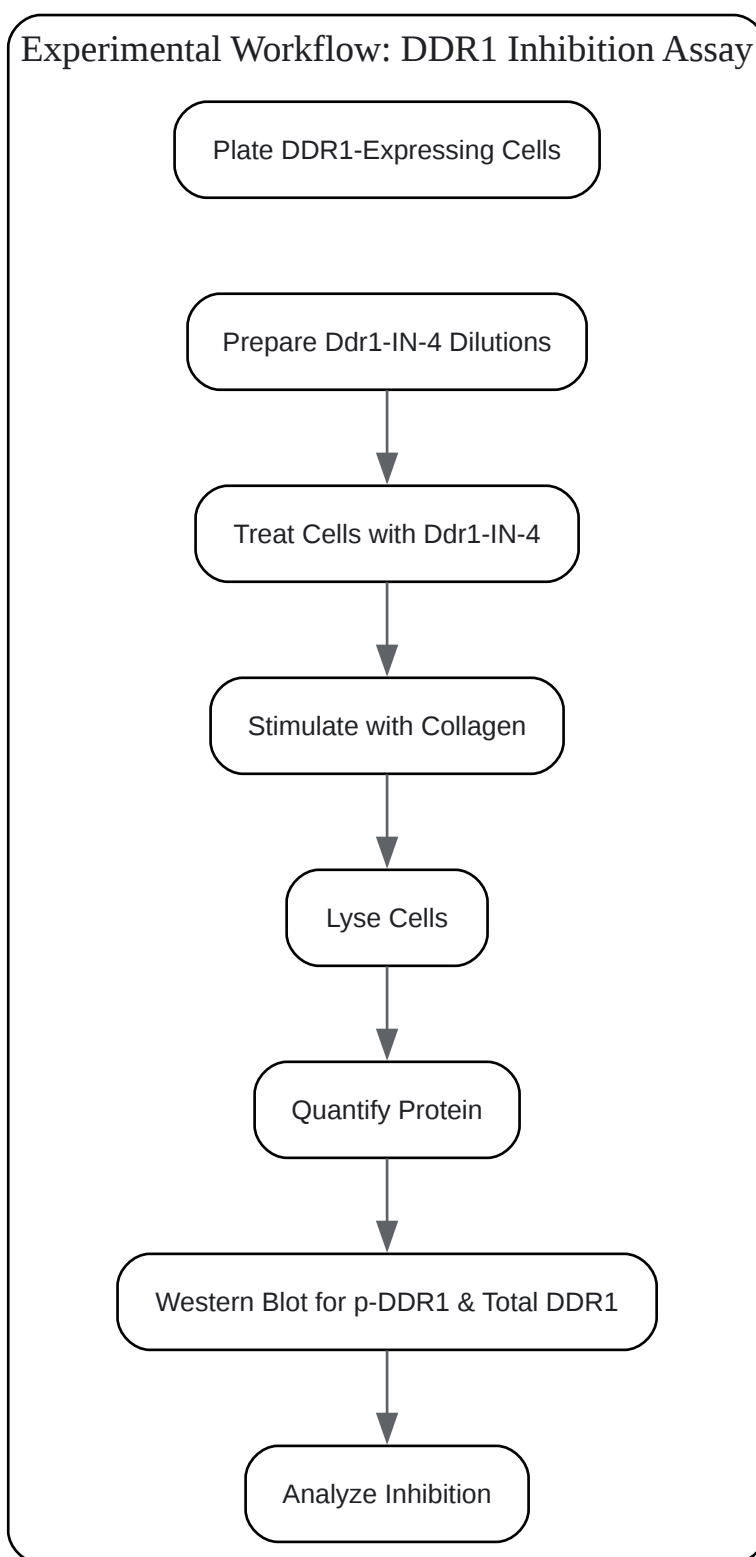 Experimental Workflow: DDR1 Inhibition Assay
Plate DDR1-Expressing Cells
Prepare Ddr1-IN-4 Dilutions
Treat Cells with Ddr1-IN-4
Stimulate with Collagen
Lyse Cells
Quantify Protein
Western Blot for p-DDR1 & Total DDR1
Analyze Inhibition